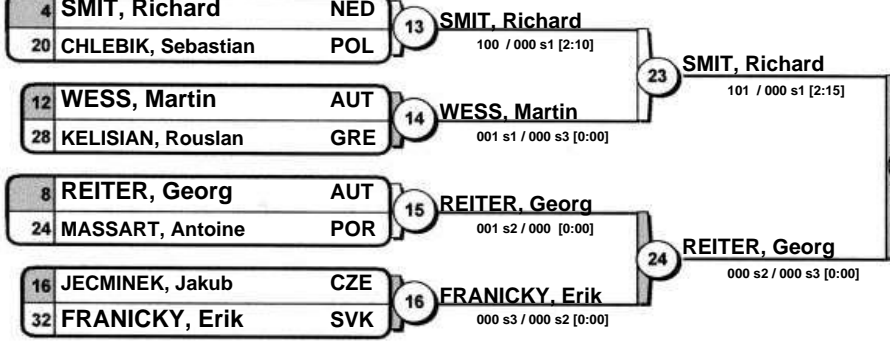 4 SMIT, Richard NED
20 CHLEBIK, Sebastian POL
13
SMIT, Richard
100 / 000 s1 [2:10]
12 WESS, Martin AUT
28 KELISIAN, Rouslan GRE
14
WESS, Martin
001 s1 / 000 s3 [0:00]
23
SMIT, Richard
101 / 000 s1 [2:15]
8 REITER, Georg AUT
24 MASSART, Antoine POR
15
REITER, Georg
001 s2 / 000 [0:00]
16 JECMINEK, Jakub CZE
32 FRANICKY, Erik SVK
16
FRANICKY, Erik
000 s3 / 000 s2 [0:00]
24
REITER, Georg
000 s2 / 000 s3 [0:00]